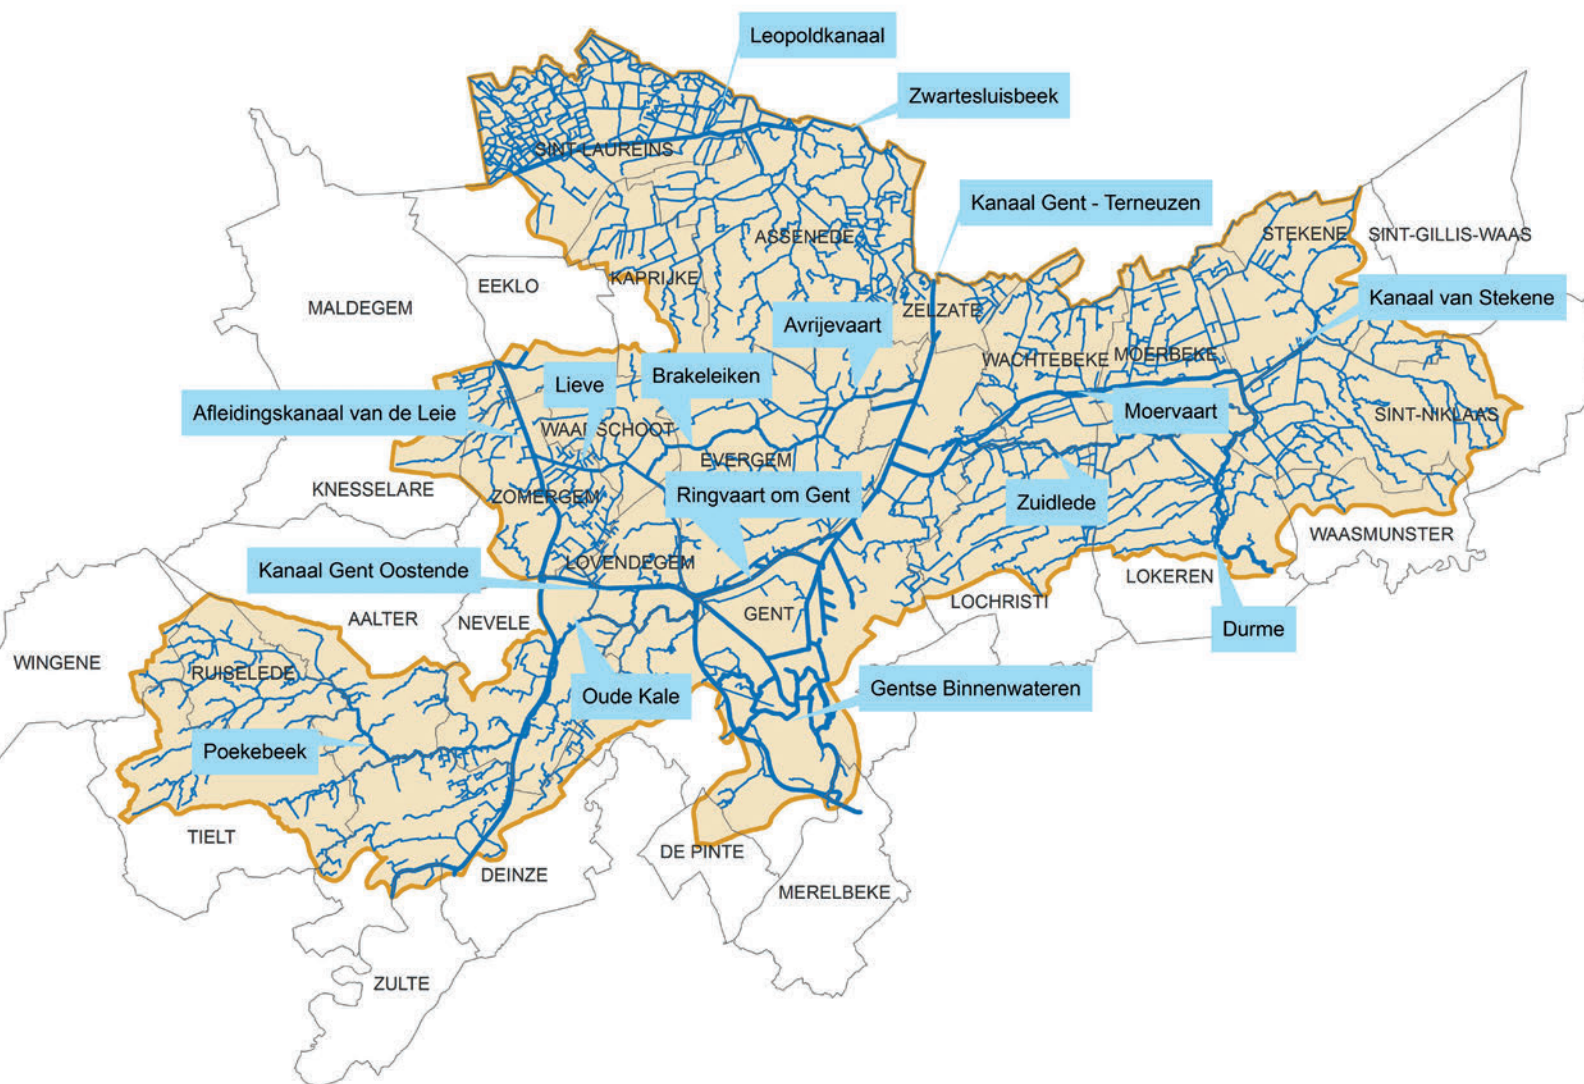 Leopoldkanaal
Zwartesluisbeek
SINT-LAUREINS
Kanaal Gent - Terneuzen
ASSENEDE
STEKENE
SINT-GILLIS-WAAS
KAPRIJKE
EEKLO
Kanaal van Stekene
MALDEGEM
ZELZATE
Avrijevaart
WACHTEBEKE
MOERBEKE
Brakeleiken
Lieve
Afleidingskanaal van de Leie
Moervaart
SINT-NIKLAAS
WAARSCHOOT
EVERGEM
KNESSELARE
ZOMERGEM
Ringvaart om Gent
Zuidlede
WAASMUNSTER
LOVENDEGEM
Kanaal Gent Oostende
LOKEREN
LOCHRISTI
GENT
AALTER
NEVELE
Durme
WINGENE
RUISELEDE
Oude Kale
Gentse Binnenwateren
Poekebeek
TIELT
DE PINTE
DEINZE
MERELBEKE
ZULTE